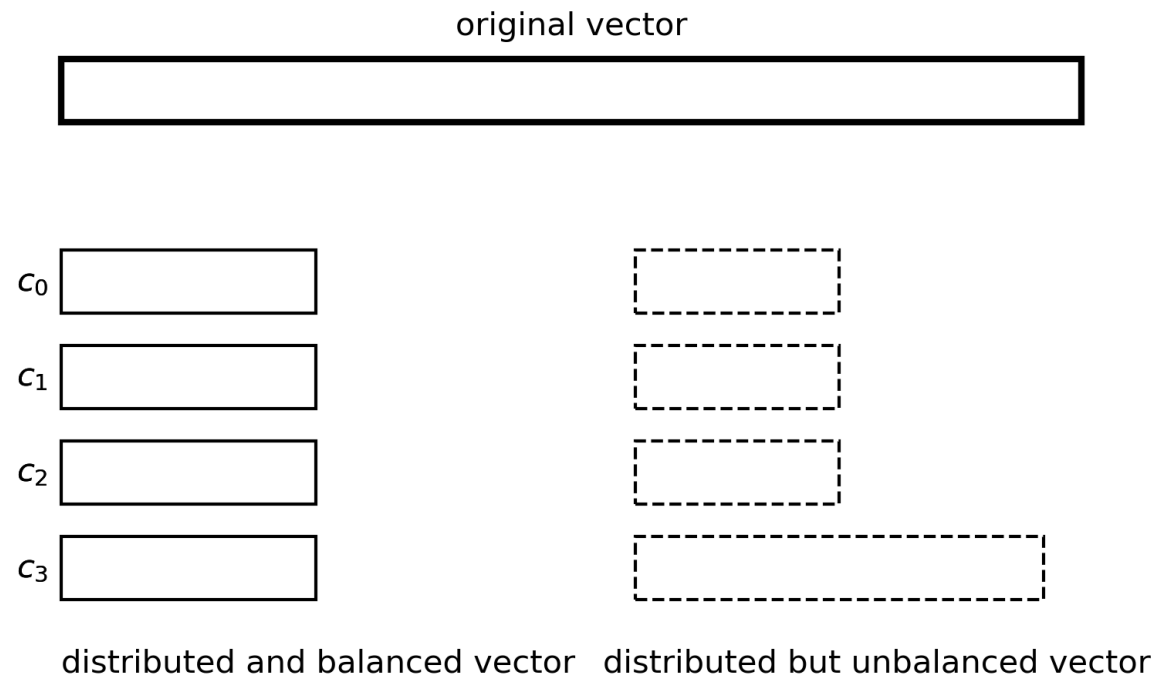 original vector
c0
c1
c2
c3
distributed and balanced vector
distributed but unbalanced vector